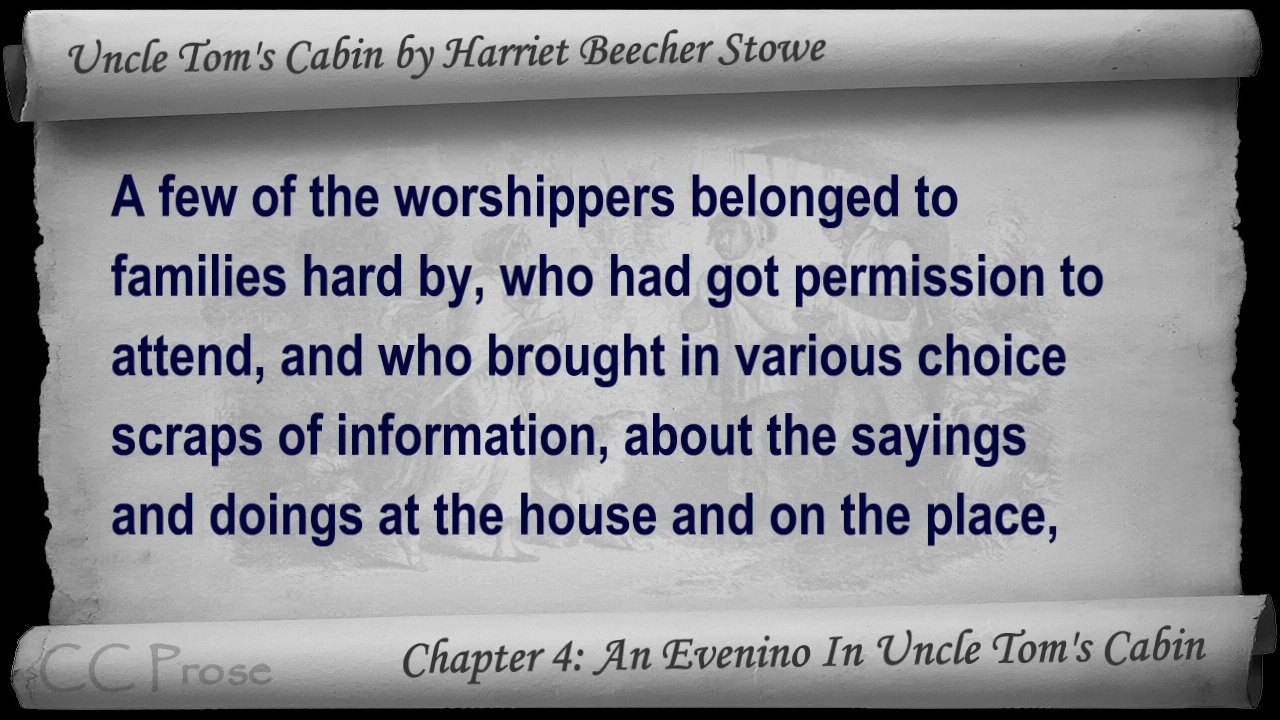 Uncle Tom's Cabin by Harriet Beecher Stowe
A few of the worshippers belonged to
families hard by, who had got permission to
attend, and who brought in various choice
scraps of information, about the sayings
and doings at the house and on the place,
CC Prose
Chapter 4: An Evenino In Uncle Tom's Cabin